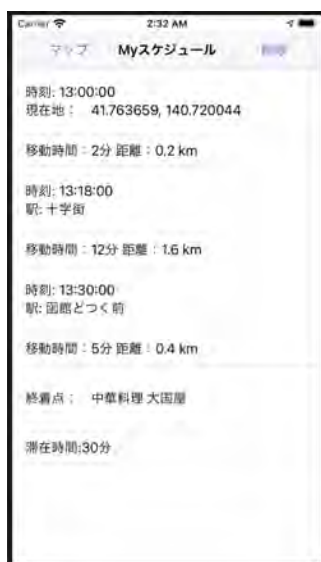 Carrier 2:32 AM
マップ Myスケジュール 削除
時刻: 13:00:00
現在地： 41.763659, 140.720044
移動時間：2分 距離：0.2 km
時刻: 13:18:00
駅: 十字街
移動時間：12分 距離：1.6 km
時刻: 13:30:00
駅: 函館どつく前
移動時間：5分 距離：0.4 km
終着点： 中華料理 大国屋
滞在時間:30分